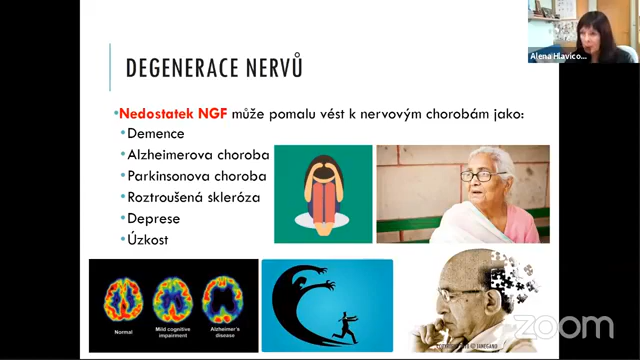 Alena Hlavico...
DEGENERACE NERVŮ
•Nedostatek NGF může pomalu vést k nervovým chorobám jako:
•Demence
•Alzheimerova choroba
•Parkinsonova choroba
•Roztroušená skleróza
•Deprese
•Úzkost
Normal
Mild cognitive
impairment
Alzheimer's
disease
zoom